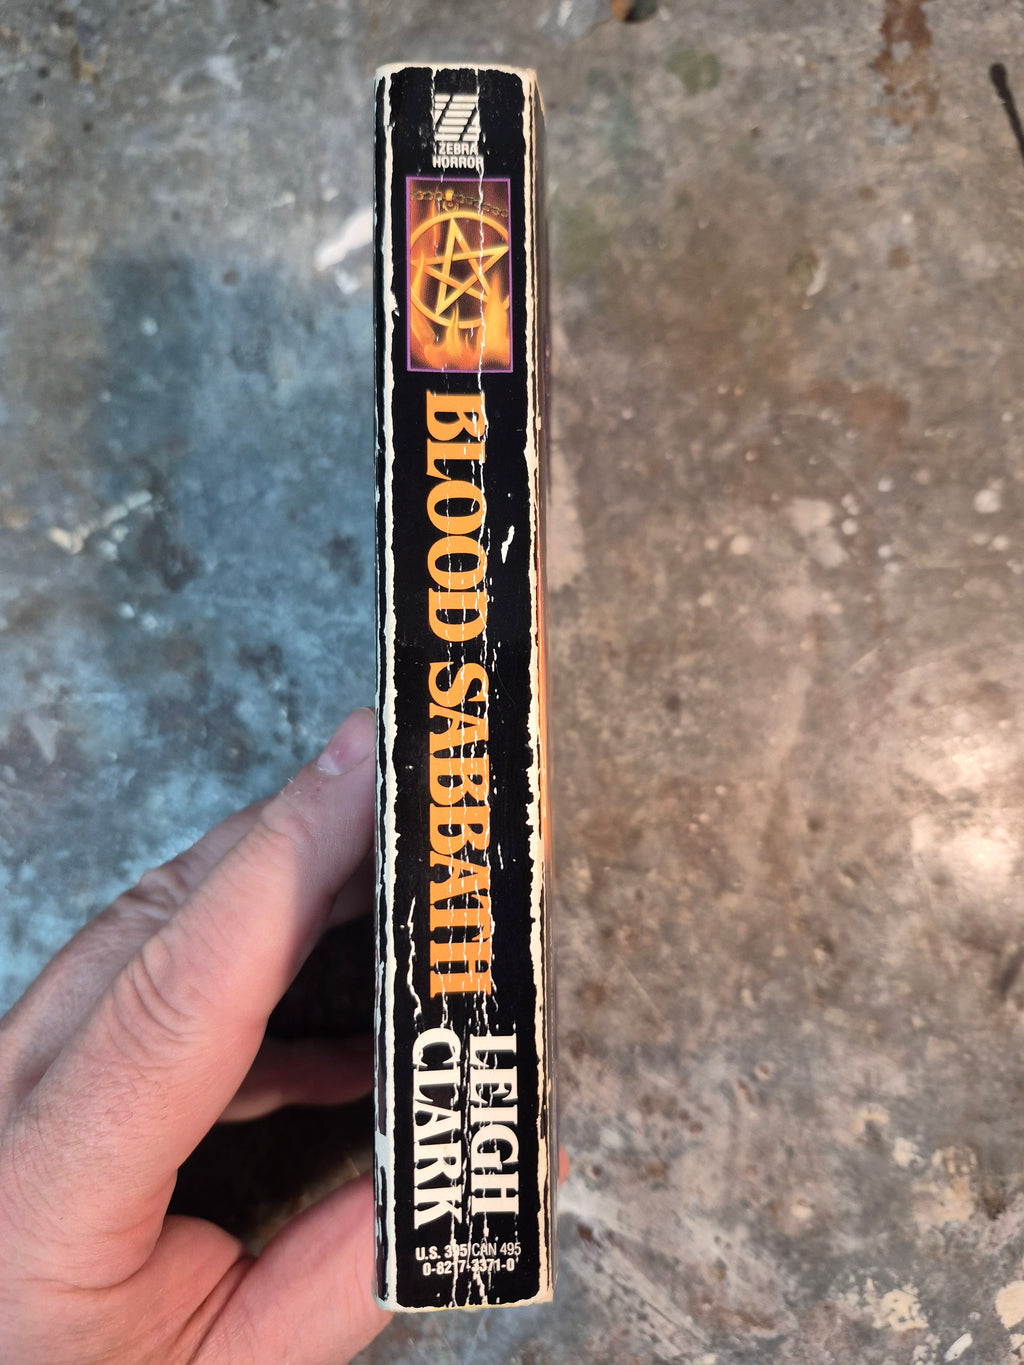 ZEBRA
HORROR
BLOOD SABBATH
LEIGH
CLARK
U.S. 395/CAN 495
0-8217-3371-0